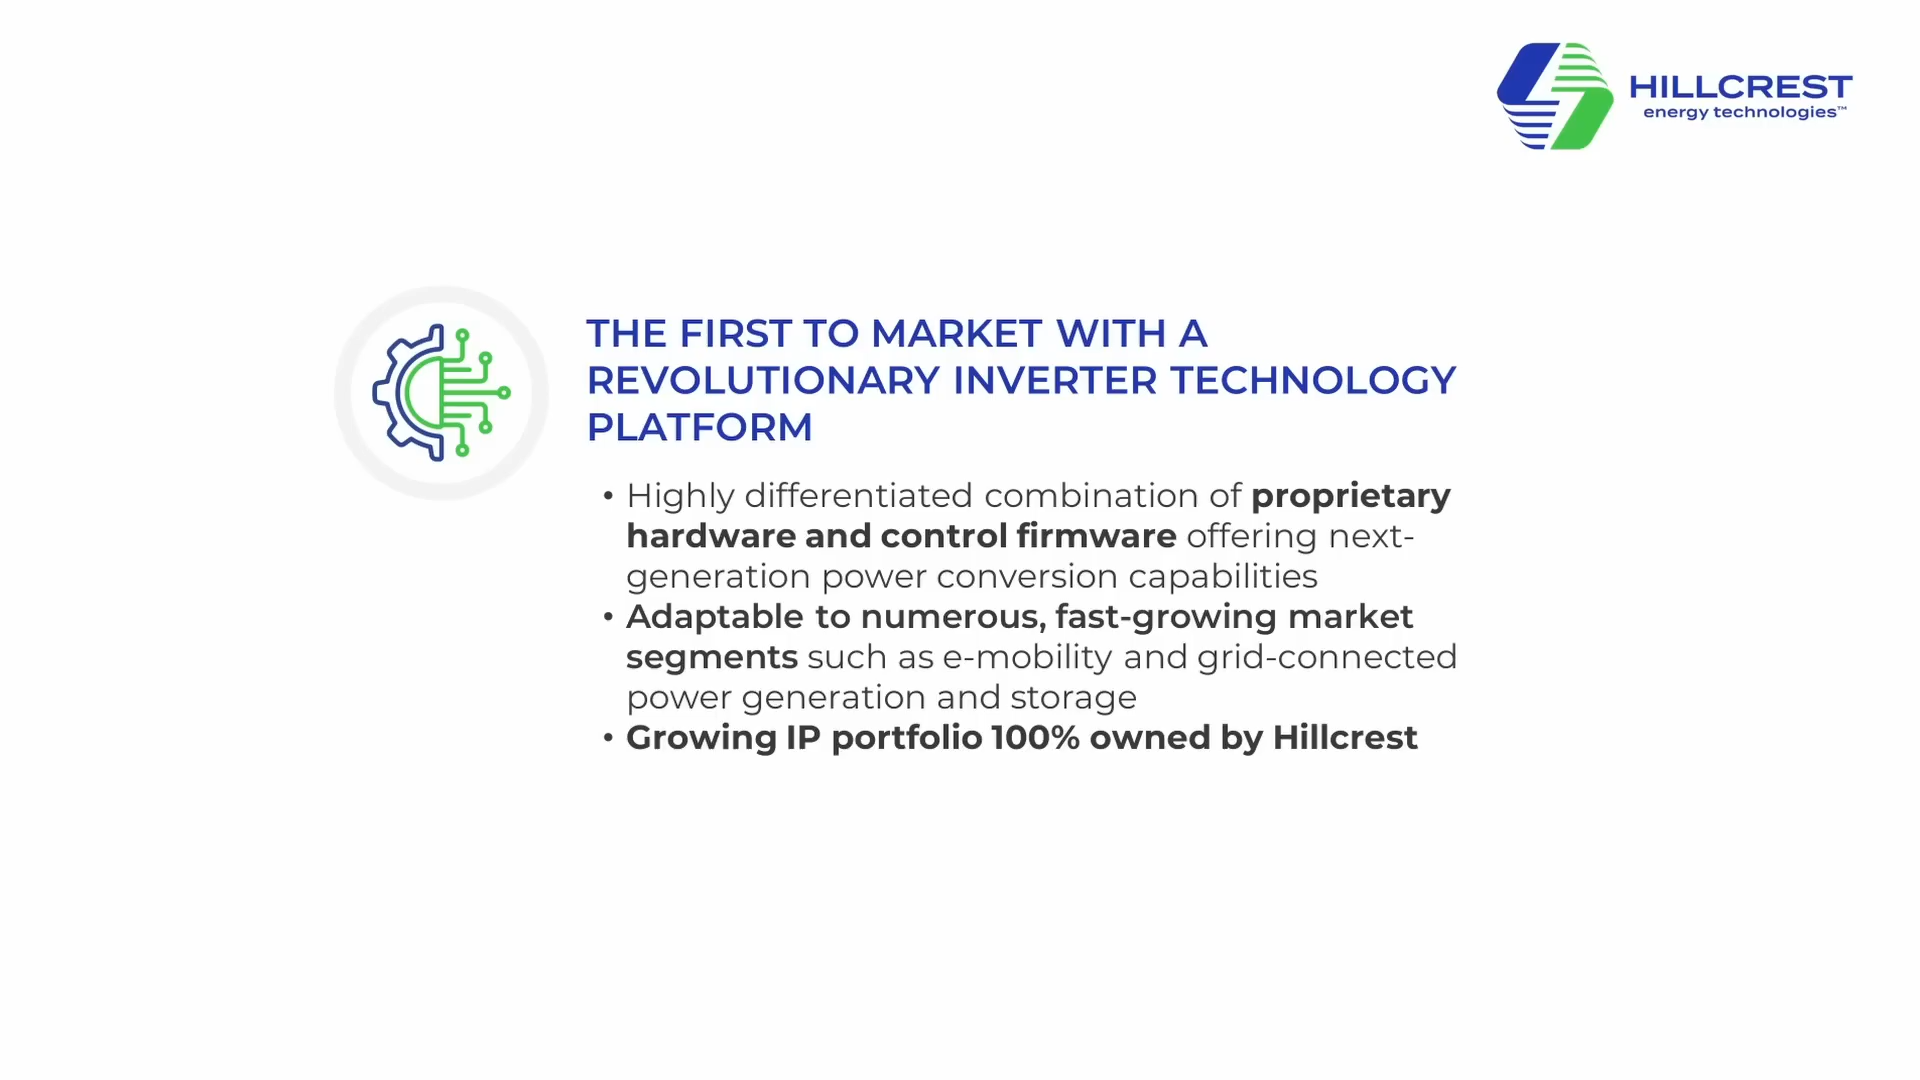 HILLCREST
energy technologies™
THE FIRST TO MARKET WITH A
REVOLUTIONARY INVERTER TECHNOLOGY
PLATFORM
• Highly differentiated combination of proprietary
hardware and control firmware offering next-
generation power conversion capabilities
• Adaptable to numerous, fast-growing market
segments such as e-mobility and grid-connected
power generation and storage
• Growing IP portfolio 100% owned by Hillcrest